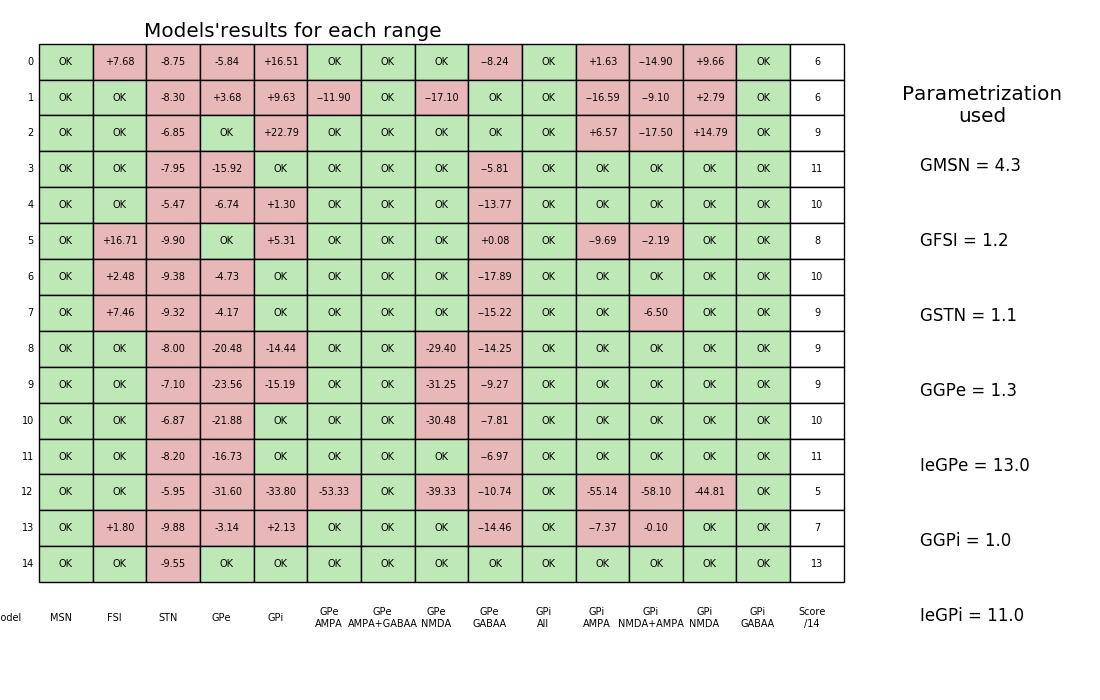 Models'results for each range
0 OK +7.68 -8.75 -5.84 +16.51 OK OK OK --8.24 OK +1.63 --14.90 +9.66 OK 6
1 OK OK -8.30 +3.68 +9.63 --11.90 OK --17.10 OK OK --16.59 --9.10 +2.79 OK 6
2 OK OK -6.85 OK +22.79 OK OK OK OK OK +6.57 --17.50 +14.79 OK 9
3 OK OK -7.95 -15.92 OK OK OK OK --5.81 OK OK OK OK OK 11
4 OK OK -5.47 -6.74 +1.30 OK OK OK --13.77 OK OK OK OK OK 10
5 OK +16.71 -9.90 OK +5.31 OK OK OK +0.08 OK --9.69 --2.19 OK OK 8
6 OK +2.48 -9.38 -4.73 OK OK OK OK --17.89 OK OK OK OK OK 10
7 OK +7.46 -9.32 -4.17 OK OK OK OK --15.22 OK OK -6.50 OK OK 9
8 OK OK -8.00 -20.48 -14.44 OK OK -29.40 --14.25 OK OK OK OK OK 9
9 OK OK -7.10 -23.56 -15.19 OK OK -31.25 --9.27 OK OK OK OK OK 9
10 OK OK -6.87 -21.88 OK OK OK -30.48 --7.81 OK OK OK OK OK 10
11 OK OK -8.20 -16.73 OK OK OK OK --6.97 OK OK OK OK OK 11
12 OK OK -5.95 -31.60 -33.80 -53.33 OK -39.33 --10.74 OK -55.14 -58.10 -44.81 OK 5
13 OK +1.80 -9.88 -3.14 +2.13 OK OK OK --14.46 OK --7.37 -0.10 OK OK 7
14 OK OK -9.55 OK OK OK OK OK OK OK OK OK OK OK 13
odel MSN FSI STN GPe GPi GPe GPe GPe GPe GPi GPi GPi GPi GPi Score
AMPA AMPA+GABAA NMDA GABAA All AMPA NMDA+AMPA NMDA GABAA /14
Parametrization
used
GMSN = 4.3
GFSI = 1.2
GSTN = 1.1
GGPe = 1.3
IeGPe = 13.0
GGPi = 1.0
IeGPi = 11.0